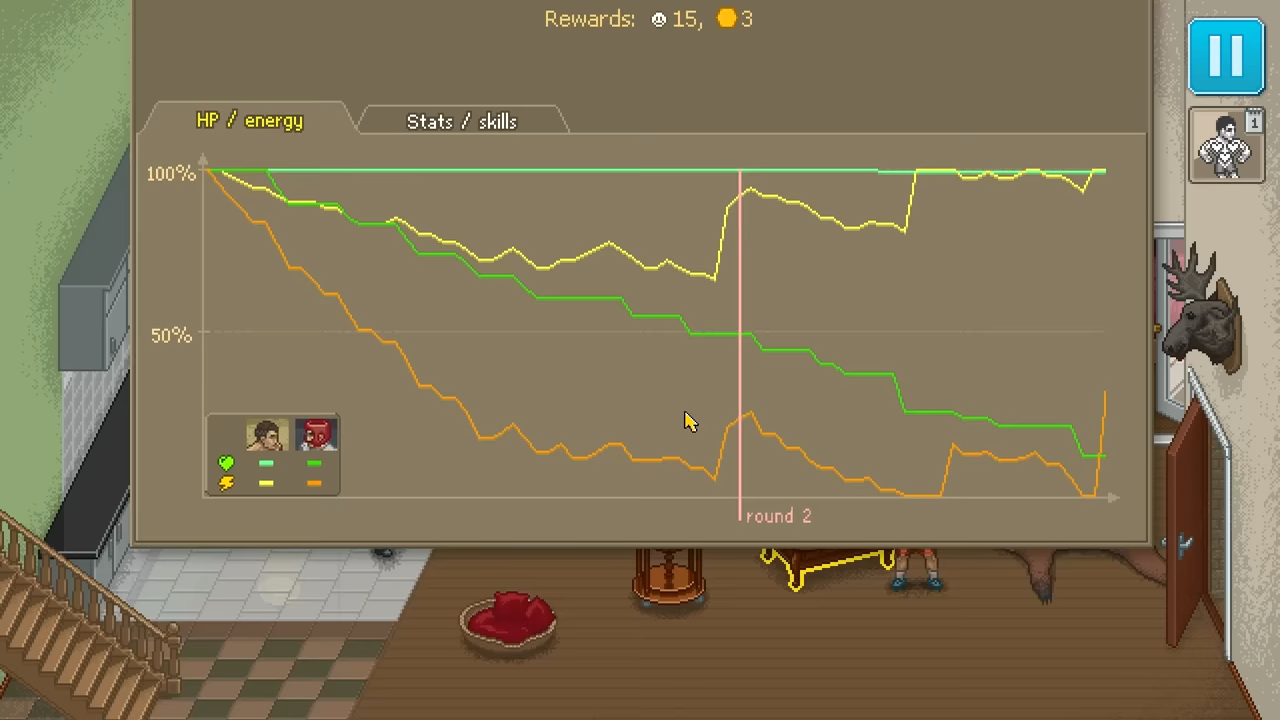 Rewards: 15, 3
HP / energy
Stats / skills
100%
1
50%
round 2